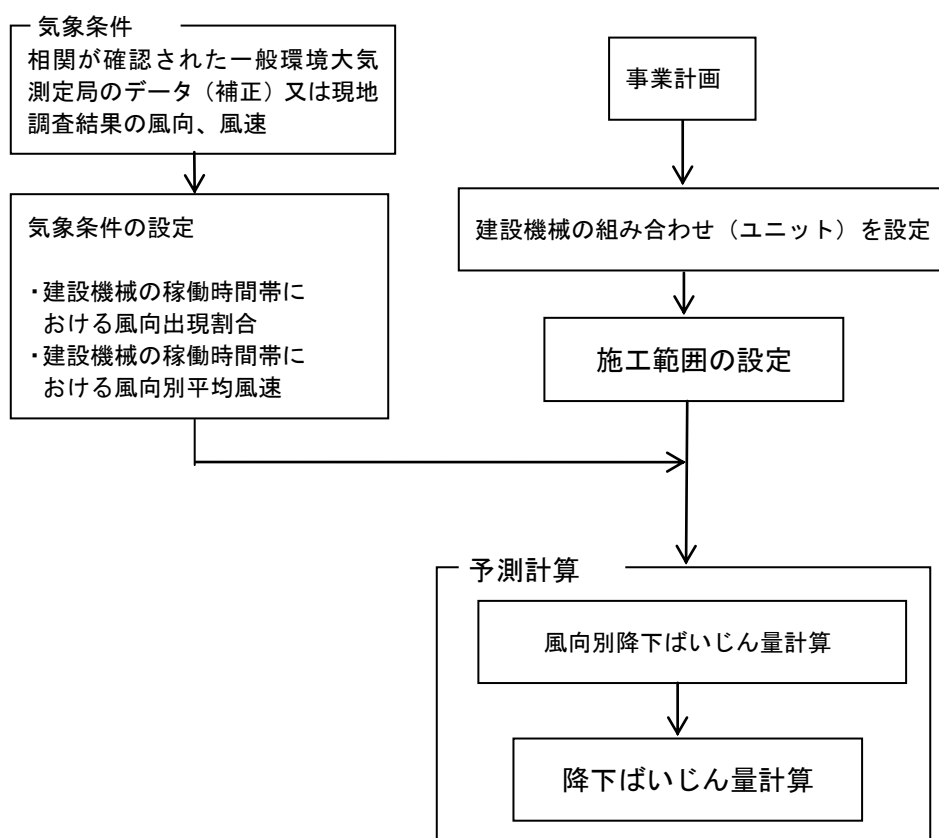 気象条件
相関が確認された一般環境大気
測定局のデータ（補正）又は現地
調査結果の風向、風速
気象条件の設定
・建設機械の稼働時間帯に
おける風向出現割合
・建設機械の稼働時間帯に
おける風向別平均風速
事業計画
建設機械の組み合わせ（ユニット）を設定
施工範囲の設定
予測計算
風向別降下ばいじん量計算
降下ばいじん量計算